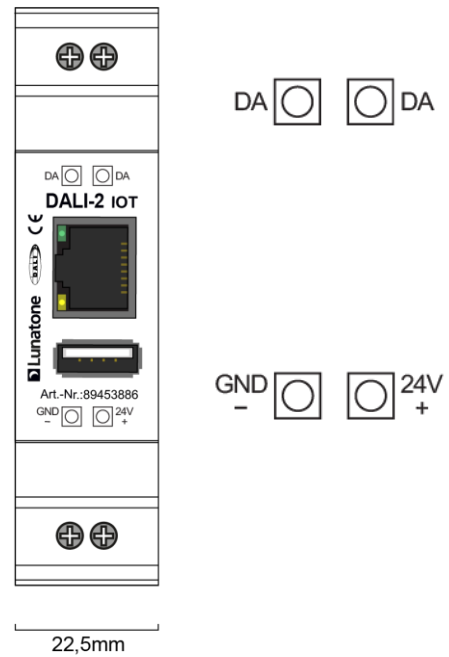 DA DA
DALI-2 IOT
CE
DALI
Lunatone
Art.-Nr.:89453886
GND 24V
– +
22,5mm
DA DA
GND 24V
– +